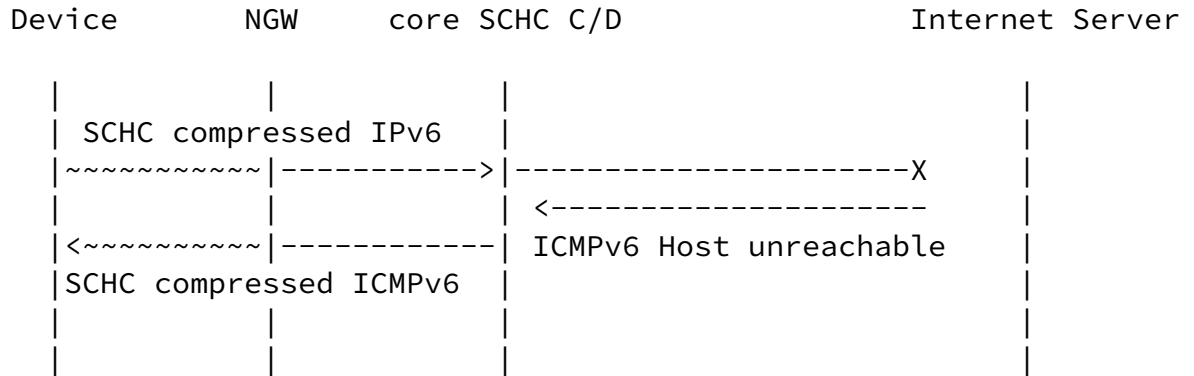 Device NGW core SCHC C/D Internet Server
SCHC compressed IPv6
|~~~~~~~~~~~|----------->|----------------------X
<---------------------
|<~~~~~~~~~~|------------| ICMPv6 Host unreachable
|SCHC compressed ICMPv6